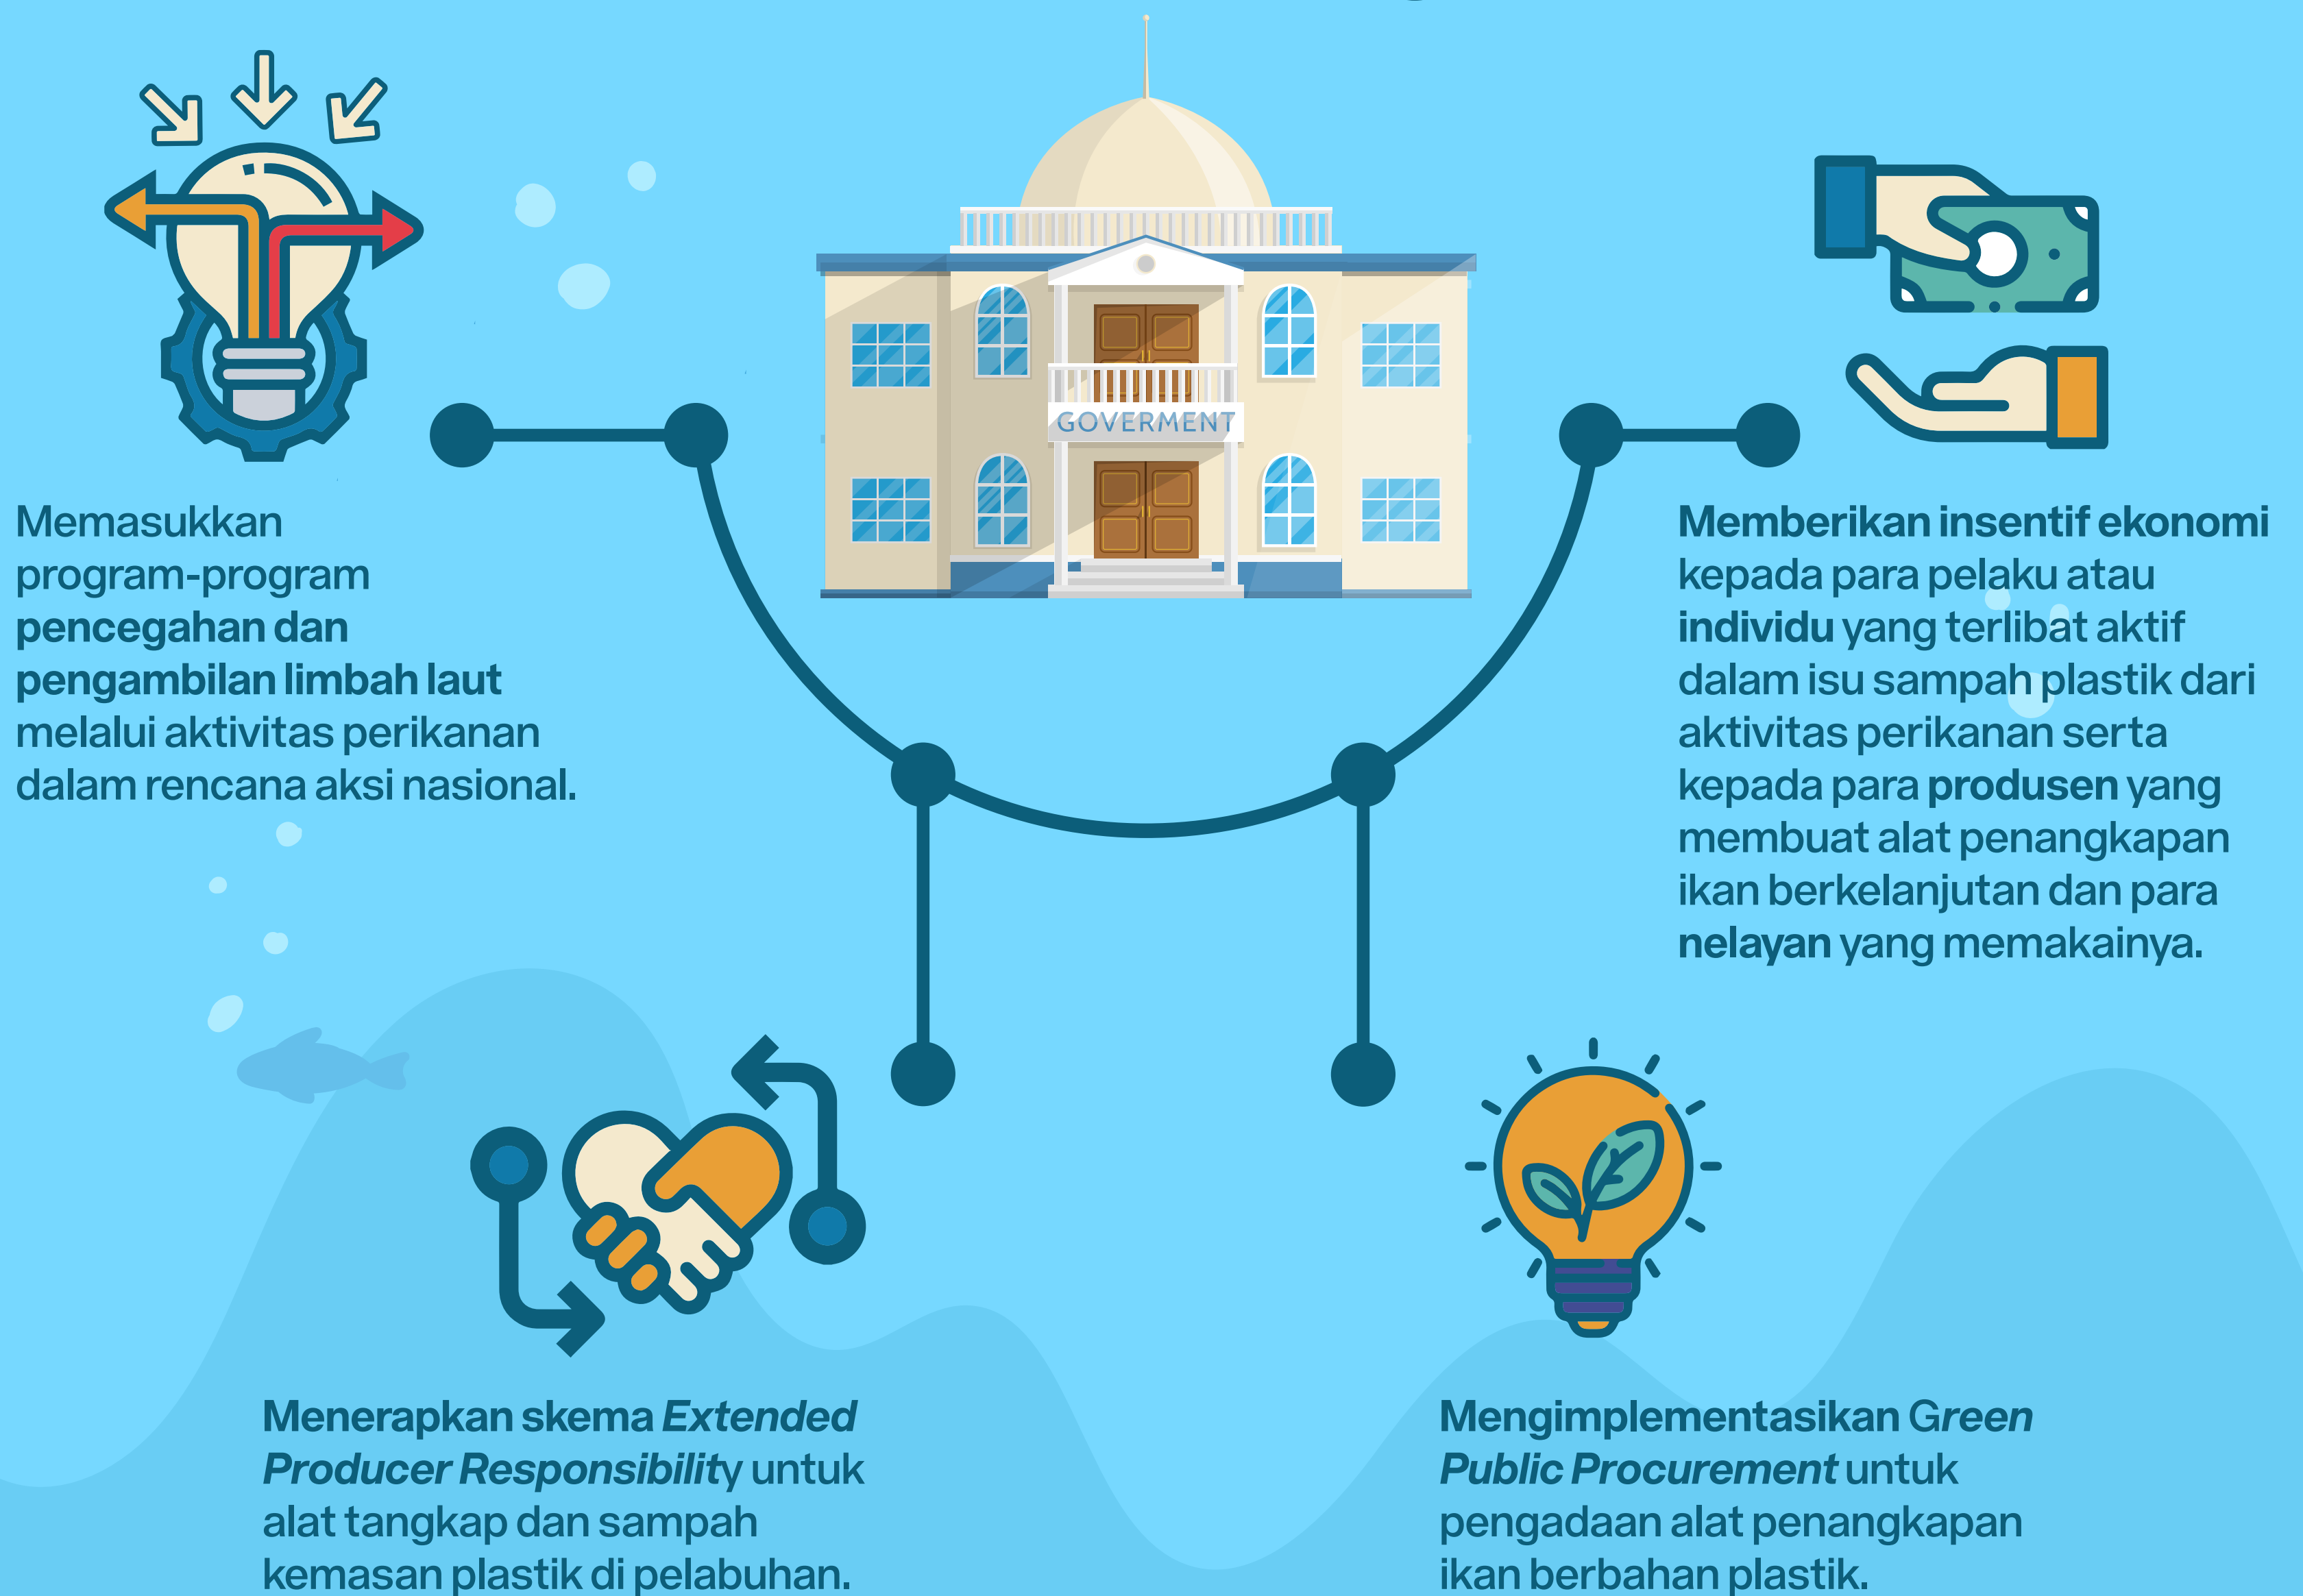 GOVERMENT
Memasukkan
program-program
pencegahan dan
pengambilan limbah laut
melalui aktivitas perikanan
dalam rencana aksi nasional.
Memberikan insentif ekonomi
kepada para pelaku atau
individu yang terlibat aktif
dalam isu sampah plastik dari
aktivitas perikanan serta
kepada para produsen yang
membuat alat penangkapan
ikan berkelanjutan dan para
nelayan yang memakainya.
Menerapkan skema Extended
Producer Responsibility untuk
alat tangkap dan sampah
kemasan plastik di pelabuhan.
Mengimplementasikan Green
Public Procurement untuk
pengadaan alat penangkapan
ikan berbahan plastik.